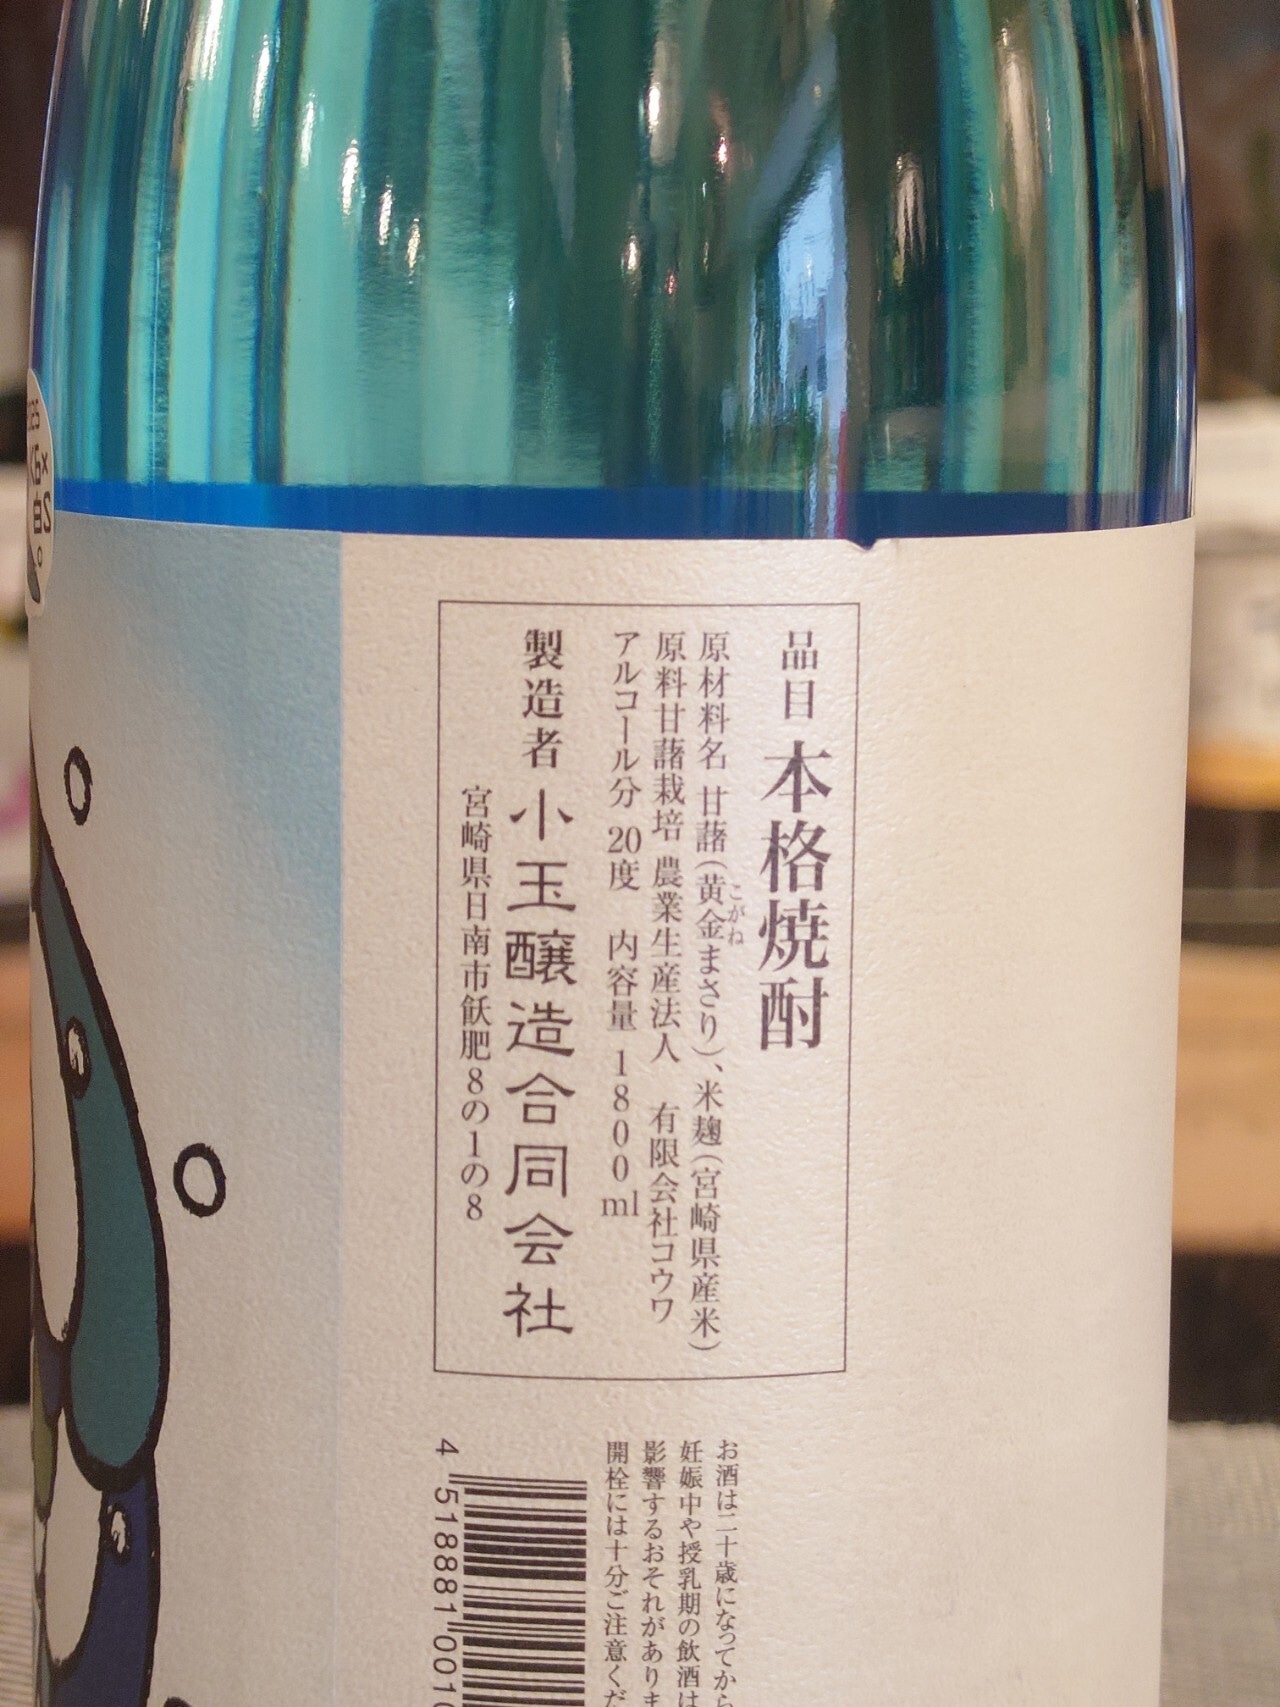 品目 本格焼酎
原材料名 甘藷(黄金まさり)、米麹(宮崎県産米)
こがね
原料甘藷栽培 農業生産法人 有限会社コウワ
アルコール分 20度 内容量 1800ml
製造者 小玉醸造合同会社
宮崎県日南市飫肥8の1の8
お酒は二十歳になってから
妊娠中や授乳期の飲酒は
影響するおそれがありま
開栓には十分ご注意くだ
4 518881 001